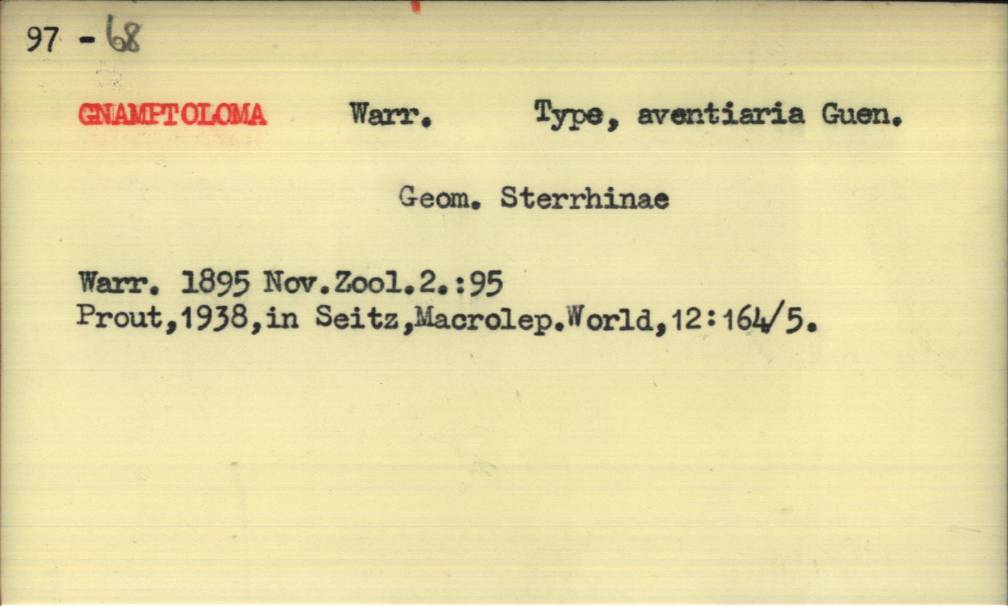 97 - 68
GNAMPTOLOMA Warr. Type, aventiaria Guen.
Geom. Sterrhinae
Warr. 1895 Nov.Zool.2.:95
Prout,1938,in Seitz,Macrolep.World,12:164/5.